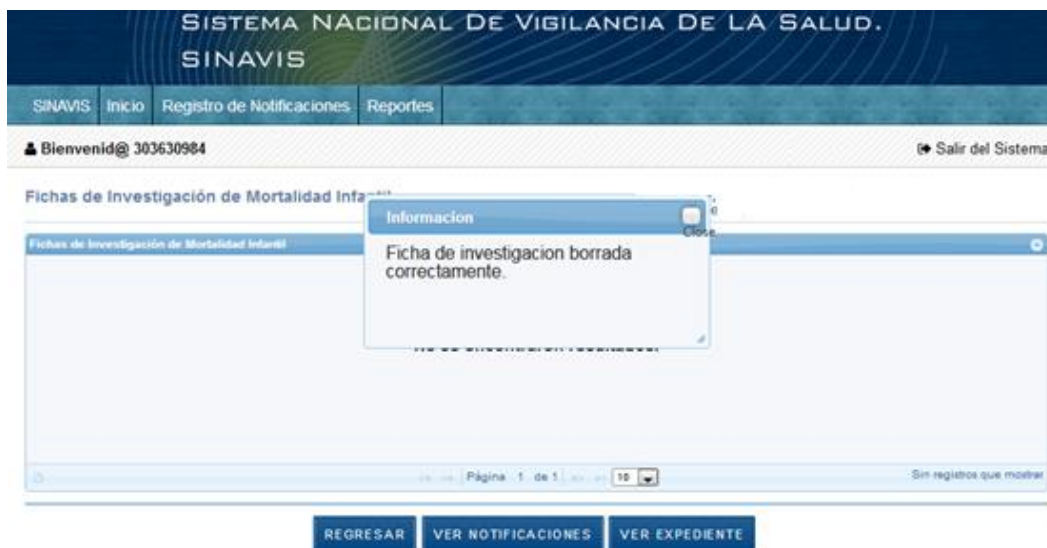 SISTEMA NACIONAL DE VIGILANCIA DE LA SALUD.
SINAVIS
SINAVIS Inicio Registro de Notificaciones Reportes
Bienvenid@ 303630984 Salir del Sistema
Fichas de Investigación de Mortalidad
Informacion
Close
Fichas de Investigación de Mortalidad Infantil
Ficha de investigacion borrada
correctamente.
Página 1 de 1 10 Sin registros que mostrar
REGRESAR VER NOTIFICACIONES VER EXPEDIENTE